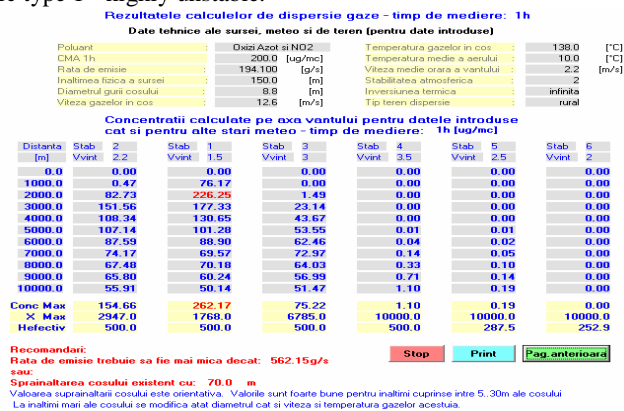 Rezultatele calculelor de dispersie gaze - timp de mediere: 1h
Date tehnice ale sursei, meteo si de teren (pentru date introduse)
Poluant : Oxizi Azot si NO2 Temperatura gazelor in cos : 138.0 [°C]
CMA 1h : 200.0 [ug/mc] Temperatura medie a aerului : 10.0 [°C]
Rata de emisie : 194.100 [g/s] Viteza medie orara a vantului : 2.2 [m/s]
Inaltimea fizica a sursei : 150.0 [m] Stabilitatea atmosferica : 2
Diametrul gurii cosului : 8.8 [m] Inversiunea termica : infinita
Viteza gazelor in cos : 12.6 [m/s] Tip teren dispersie : rural
Concentratii calculate pe axa vantului pentru datele introduse
cat si pentru alte stari meteo - timp de mediere: 1h [ug/mc]
Distanta Stab 2 Stab 1 Stab 3 Stab 4 Stab 5 Stab 6
[m] Vvint 2.2 Vvint 1.5 Vvint 3 Vvint 3.5 Vvint 2.5 Vvint 2
0.0 0.00 0.00 0.00 0.00 0.00 0.00
1000.0 0.47 76.17 0.00 0.00 0.00 0.00
2000.0 82.73 226.25 1.49 0.00 0.00 0.00
3000.0 151.56 177.33 23.14 0.00 0.00 0.00
4000.0 108.34 130.65 43.67 0.00 0.00 0.00
5000.0 107.14 101.28 53.55 0.01 0.01 0.00
6000.0 87.59 88.90 62.46 0.04 0.02 0.00
7000.0 74.17 69.57 72.97 0.14 0.05 0.00
8000.0 67.48 70.18 64.03 0.33 0.10 0.00
9000.0 65.80 60.24 56.99 0.71 0.14 0.00
10000.0 55.91 50.14 51.47 1.10 0.19 0.00
Conc Max 154.66 262.17 75.22 1.10 0.19 0.00
X Max 2947.0 1768.0 6785.0 10000.0 10000.0 10000.0
Hefectiv 500.0 500.0 500.0 500.0 287.5 252.9
Recomandari:
Rata de emisie trebuie sa fie mai mica decat: 562.15g/s
sau:
Sprainaltarea cosului existent cu: 70.0 m
Stop Print Pag. anterioara
Valoarea suprainaltarii cosului este orientativa. Valorile sunt foarte bune pentru inaltimi cuprinse intre 5..30m ale cosului
La inaltimi mari ale cosului se modifica atat diametrul cat si viteza si temperatura gazelor acestuia.